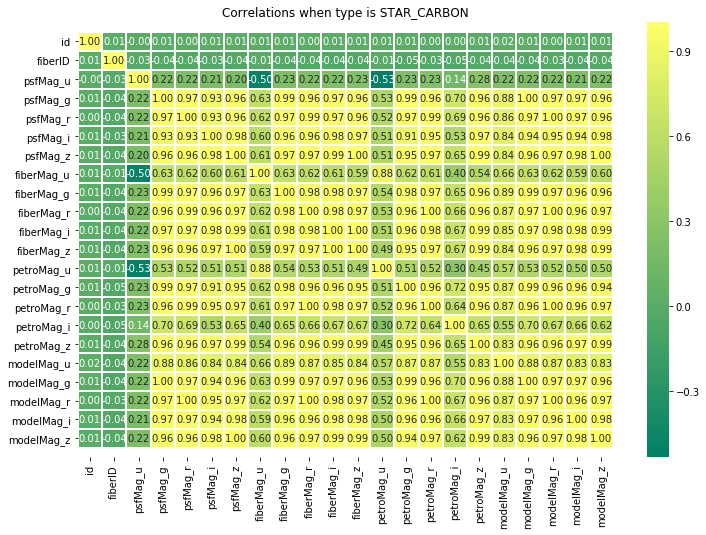 Correlations when type is STAR_CARBON
id 1.00 0.01 -0.00 0.01 0.00 0.01 0.01 0.01 0.01 0.00 0.01 0.01 0.01 0.01 0.00 0.00 0.01 0.02 0.01 0.00 0.01 0.01 0.9
fiberID 0.01 1.00 -0.03 -0.04 -0.04 -0.03 -0.04 -0.01 -0.04 -0.04 -0.04 -0.04 -0.01 -0.05 -0.03 -0.05 -0.04 -0.04 -0.04 -0.03 -0.04 -0.04
psfMag_u -0.00 -0.03 1.00 0.22 0.22 0.21 0.20 -0.50 0.23 0.22 0.22 0.23 -0.53 0.23 0.23 0.14 0.28 0.22 0.22 0.22 0.21 0.22
psfMag_g 0.01 -0.04 0.22 1.00 0.97 0.93 0.96 0.63 0.99 0.96 0.97 0.96 0.53 0.99 0.96 0.70 0.96 0.88 1.00 0.97 0.97 0.96
psfMag_r 0.00 -0.04 0.22 0.97 1.00 0.93 0.96 0.62 0.97 1.00 0.97 0.96 0.52 0.97 0.99 0.69 0.96 0.86 0.97 1.00 0.97 0.96
psfMag_i 0.01 -0.03 0.21 0.93 0.93 1.00 0.98 0.60 0.96 0.96 0.98 0.97 0.51 0.91 0.95 0.53 0.97 0.84 0.94 0.95 0.94 0.98 0.6
psfMag_z 0.01 -0.04 0.20 0.96 0.96 0.98 1.00 0.61 0.97 0.97 0.99 1.00 0.51 0.95 0.97 0.65 0.99 0.84 0.96 0.97 0.98 1.00
fiberMag_u 0.01 -0.01 -0.50 0.63 0.62 0.60 0.61 1.00 0.63 0.62 0.61 0.59 0.88 0.62 0.61 0.40 0.54 0.66 0.63 0.62 0.59 0.60
fiberMag_g 0.01 -0.04 0.23 0.99 0.97 0.96 0.97 0.63 1.00 0.98 0.98 0.97 0.54 0.98 0.97 0.65 0.96 0.89 0.99 0.97 0.96 0.97
fiberMag_r 0.00 -0.04 0.22 0.96 1.00 0.96 0.97 0.62 0.98 1.00 0.98 0.97 0.53 0.96 1.00 0.66 0.96 0.87 0.97 1.00 0.96 0.97 0.3
fiberMag_i 0.01 -0.04 0.22 0.97 0.97 0.98 0.99 0.61 0.98 0.98 1.00 1.00 0.51 0.96 0.98 0.67 0.99 0.85 0.97 0.98 0.98 0.99
fiberMag_z 0.01 -0.04 0.23 0.96 0.96 0.97 1.00 0.59 0.97 0.97 1.00 1.00 0.49 0.95 0.97 0.67 0.99 0.84 0.96 0.97 0.98 0.99
petroMag_u 0.01 -0.01 -0.53 0.53 0.52 0.51 0.51 0.88 0.54 0.53 0.51 0.49 1.00 0.51 0.52 0.30 0.45 0.57 0.53 0.52 0.50 0.50
petroMag_g 0.01 -0.05 0.23 0.99 0.97 0.91 0.95 0.62 0.98 0.96 0.96 0.95 0.51 1.00 0.96 0.72 0.95 0.87 0.99 0.96 0.96 0.94
petroMag_r 0.00 -0.03 0.23 0.96 0.99 0.95 0.97 0.61 0.97 1.00 0.98 0.97 0.52 0.96 1.00 0.64 0.96 0.87 0.96 1.00 0.96 0.97 0.0
petroMag_i 0.00 -0.05 0.14 0.70 0.69 0.53 0.65 0.40 0.65 0.66 0.67 0.67 0.30 0.72 0.64 1.00 0.65 0.55 0.70 0.67 0.66 0.62
petroMag_z 0.01 -0.04 0.28 0.96 0.96 0.97 0.99 0.54 0.96 0.96 0.99 0.99 0.45 0.95 0.96 0.65 1.00 0.83 0.96 0.96 0.97 0.99
modelMag_u 0.02 -0.04 0.22 0.88 0.86 0.84 0.84 0.66 0.89 0.87 0.85 0.84 0.57 0.87 0.87 0.55 0.83 1.00 0.88 0.87 0.83 0.83
modelMag_g 0.01 -0.04 0.22 1.00 0.97 0.94 0.96 0.63 0.99 0.97 0.97 0.96 0.53 0.99 0.96 0.70 0.96 0.88 1.00 0.97 0.97 0.96 −0.3
modelMag_r 0.00 -0.03 0.22 0.97 1.00 0.95 0.97 0.62 0.97 1.00 0.98 0.97 0.52 0.96 1.00 0.67 0.96 0.87 0.97 1.00 0.96 0.97
modelMag_i 0.01 -0.04 0.21 0.97 0.97 0.94 0.98 0.59 0.96 0.96 0.98 0.98 0.50 0.96 0.96 0.66 0.97 0.83 0.97 0.96 1.00 0.98
modelMag_z 0.01 -0.04 0.22 0.96 0.96 0.98 1.00 0.60 0.97 0.97 0.99 0.99 0.50 0.94 0.97 0.62 0.99 0.83 0.96 0.97 0.98 1.00
id fiberID psfMag_u psfMag_g psfMag_r psfMag_i psfMag_z fiberMag_u fiberMag_g fiberMag_r fiberMag_i fiberMag_z petroMag_u petroMag_g petroMag_r petroMag_i petroMag_z modelMag_u modelMag_g modelMag_r modelMag_i modelMag_z